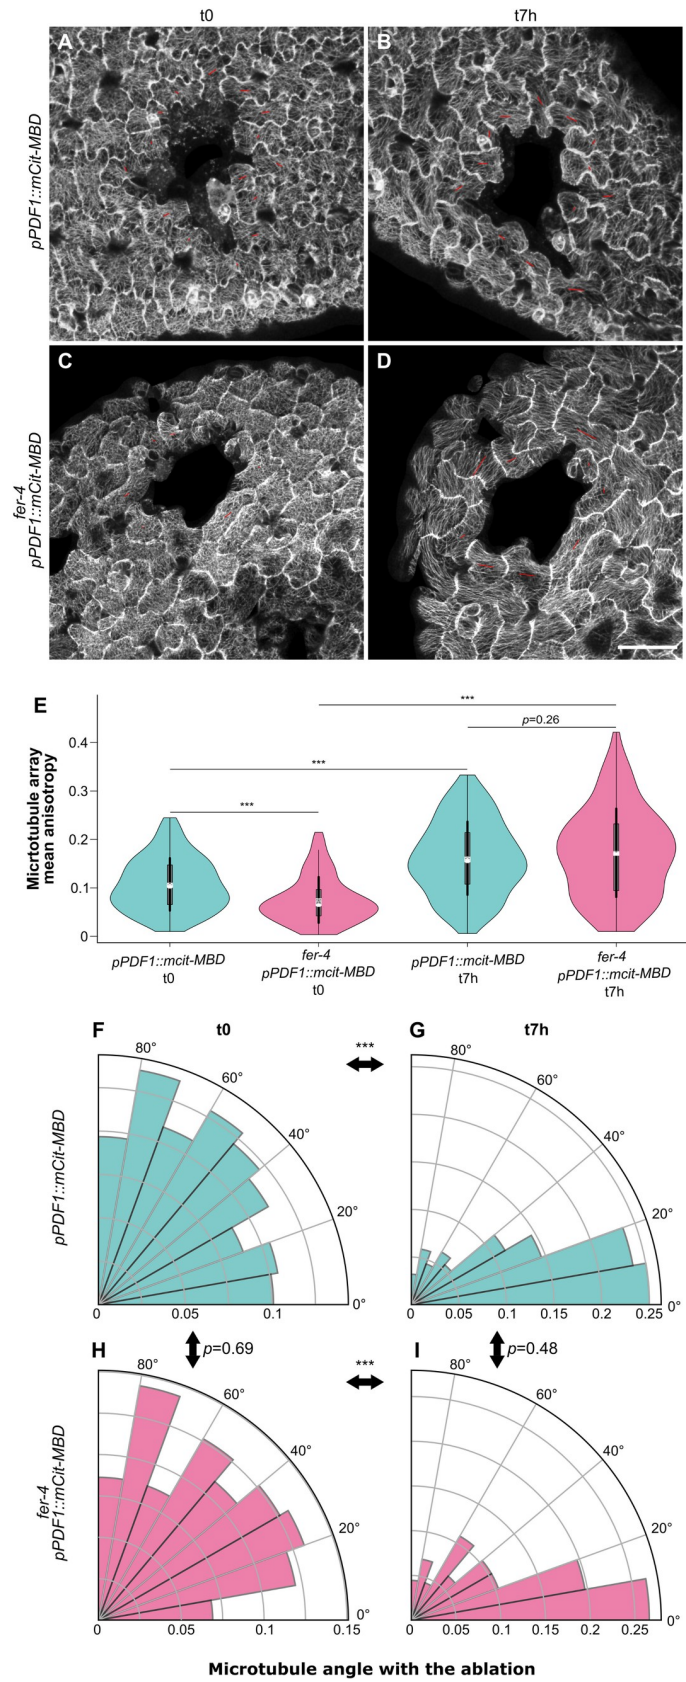 t0
t7h
A
B
pPDF1::mCit-MBD
C
D
fer-4
pPDF1::mCit-MBD
E
***
p=0.26
***
***
Micrtotubule array
mean anisotropy
0.4
0.3
0.2
0.1
0
pPDF1::mcit-MBD
t0
fer-4
pPDF1::mcit-MBD
t0
pPDF1::mcit-MBD
t7h
fer-4
pPDF1::mcit-MBD
t7h
F
t0
***
G
t7h
pPDF1::mCit-MBD
80°
60°
40°
20°
0°
0
0.05
0.1
80°
60°
40°
20°
0°
0
0.05
0.1
0.15
0.2
0.25
p=0.69
p=0.48
H
***
I
fer-4
pPDF1::mCit-MBD
80°
60°
40°
20°
0°
0
0.05
0.1
0.15
80°
60°
40°
20°
0°
0
0.05
0.1
0.15
0.2
0.25
Microtubule angle with the ablation